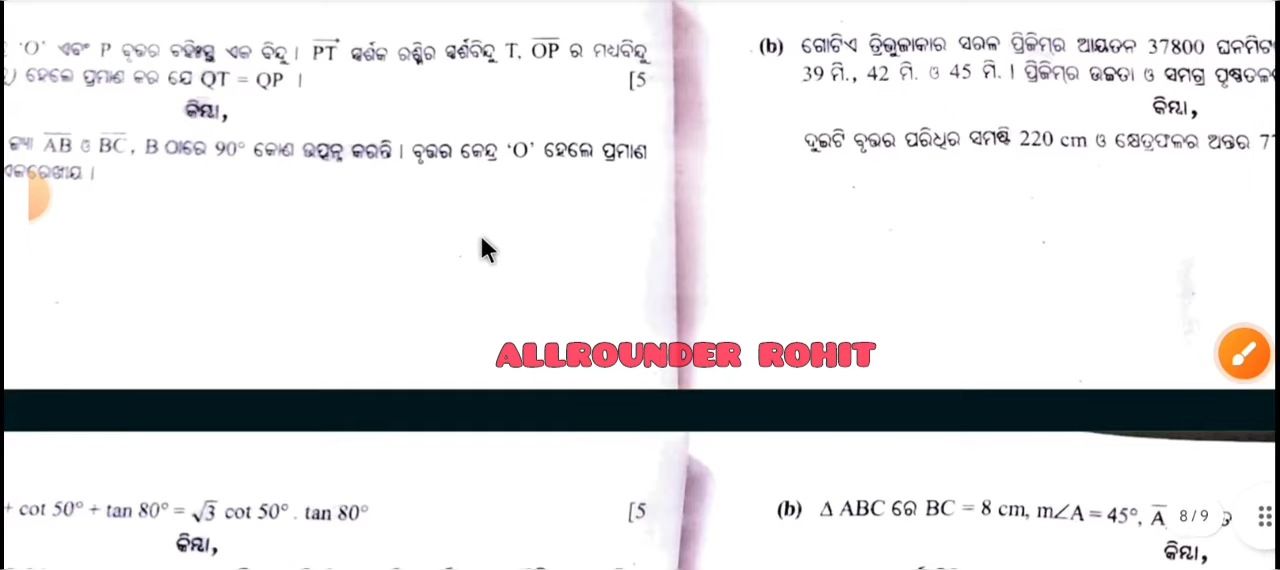 'O' ଏବଂ P ବୃତ୍ତର ବହିଃସ୍ଥ ଏକ ବିନ୍ଦୁ । PT ସ୍ପର୍ଶକ ରଶ୍ମିର ସ୍ପର୍ଶବିନ୍ଦୁ T. OP ର ମଧ୍ୟବିନ୍ଦୁ
ହେଲେ ପ୍ରମାଣ କର ଯେ QT = QP । [5
କିମ୍ବା,
ଜ୍ୟା AB ଓ BC, B ଠାରେ 90° କୋଣ ଉତ୍ପନ୍ନ କରନ୍ତି । ବୃତ୍ତର କେନ୍ଦ୍ର 'O' ହେଲେ ପ୍ରମାଣ
ଏକରେଖୀୟ ।
(b) ଗୋଟିଏ ତ୍ରିଭୁଜାକାର ସରଳ ପ୍ରିଜିମ୍‌ର ଆୟତନ 37800 ଘନମିଟ
39 ମି., 42 ମି. ଓ 45 ମି. । ପ୍ରିଜିମ୍‌ର ଉଚ୍ଚତା ଓ ସମଗ୍ର ପୃଷ୍ଠତଳ
କିମ୍ବା,
ଦୁଇଟି ବୃତ୍ତର ପରିଧିର ସମଷ୍ଟି 220 cm ଓ କ୍ଷେତ୍ରଫଳର ଅନ୍ତର 7
ALLROUNDER ROHIT
+ cot 50° + tan 80° = √3 cot 50° . tan 80° [5
କିମ୍ବା,
(b) Δ ABC ରେ BC = 8 cm, m∠A = 45°, A
8 / 9
କିମ୍ବା,